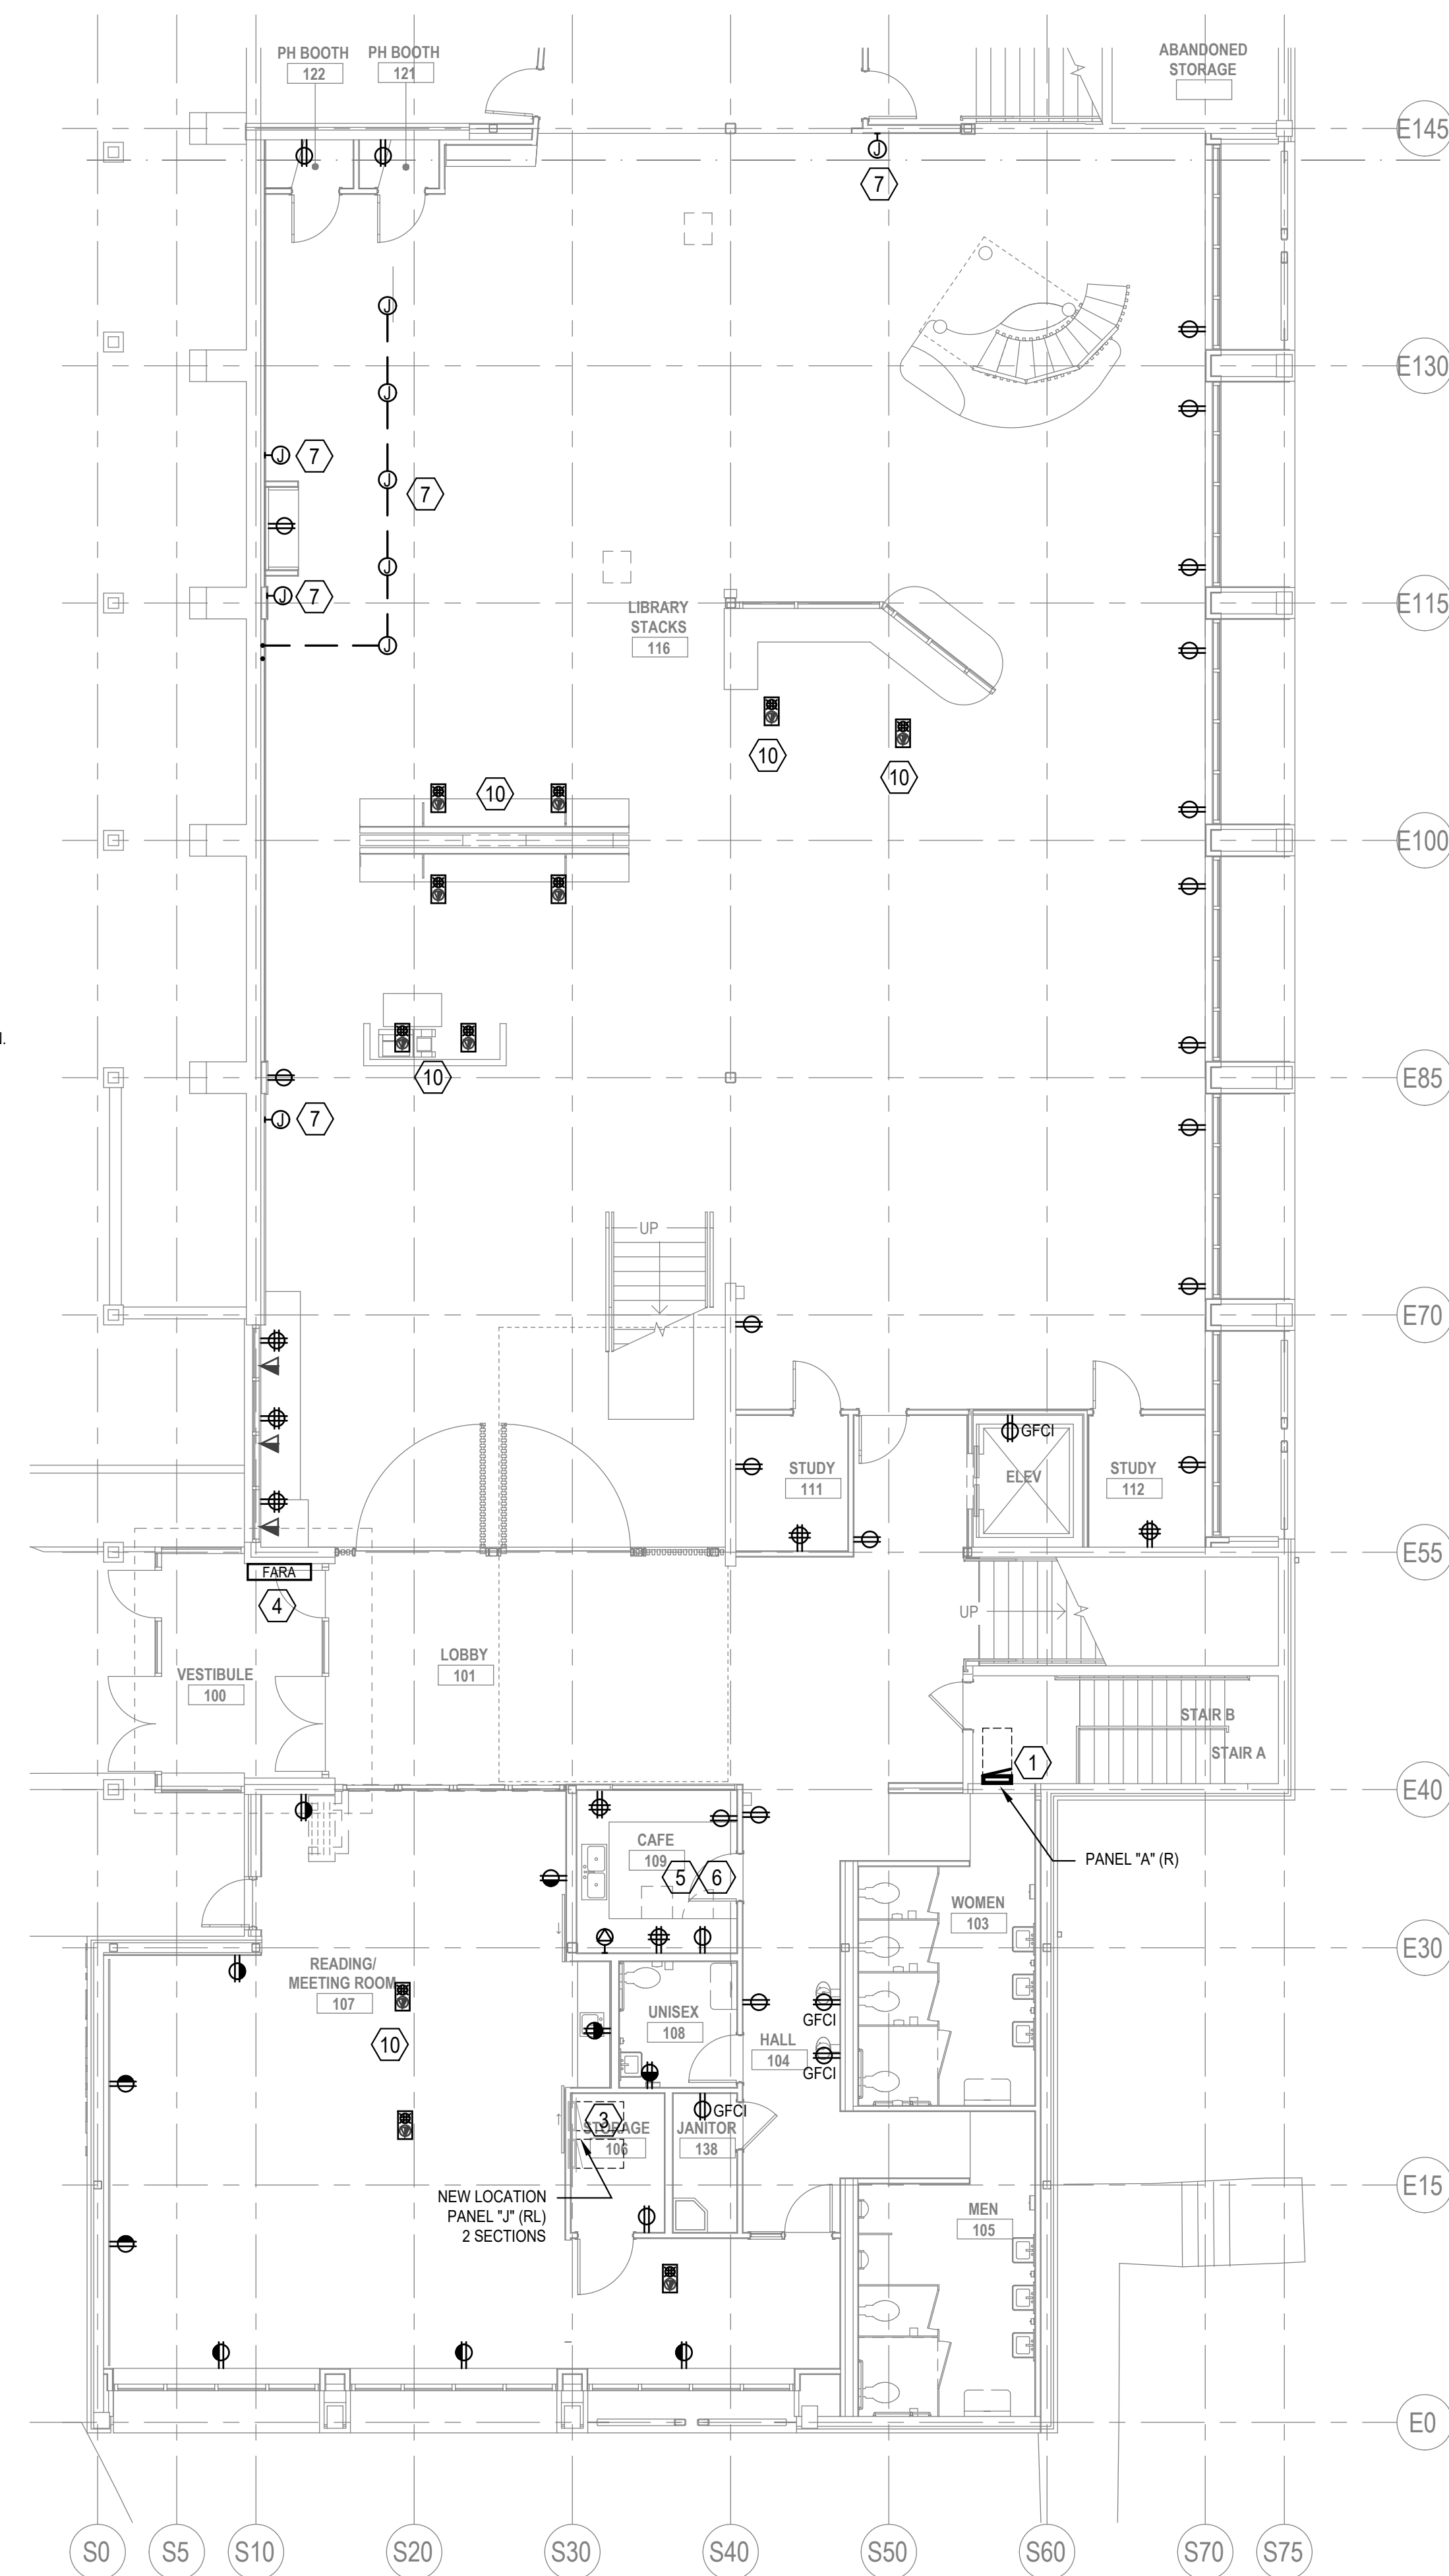 PH BOOTH
122
PH BOOTH
121
ABANDONED
STORAGE
E145
J
7
J
E130
J
J
7
J
7
J
7
J
E115
LIBRARY
STACKS
116
J
10
10
10
E100
l.
10
E85
J
7
UP
E70
GFCI
STUDY
111
ELEV
STUDY
112
E55
FARA
4
UP
LOBBY
101
VESTIBULE
100
STAIR B
STAIR A
1
E40
CAFE
109
5
6
PANEL "A" (R)
WOMEN
103
E30
READING/
MEETING ROOM
107
10
UNISEX
108
GFCI
HALL
104
GFCI
GFCI
3
STORAGE
106
JANITOR
138
E15
NEW LOCATION
PANEL "J" (RL)
2 SECTIONS
MEN
105
E0
S0
S5
S10
S20
S30
S40
S50
S60
S70
S75